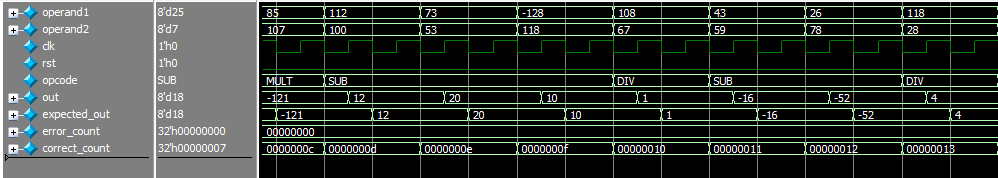 operand1 8'd25 85 112 73 -128 108 43 26 118
operand2 8'd7 107 100 53 118 67 59 78 28
clk 1'h0
rst 1'h0
opcode SUB MULT SUB DIV SUB DIV
out 8'd18 -121 12 20 10 1 -16 -52 4
expected_out 8'd18 -121 12 20 10 1 -16 -52 4
error_count 32'h00000000 00000000
correct_count 32'h00000007 0000000c 0000000d 0000000e 0000000f 00000010 00000011 00000012 00000013